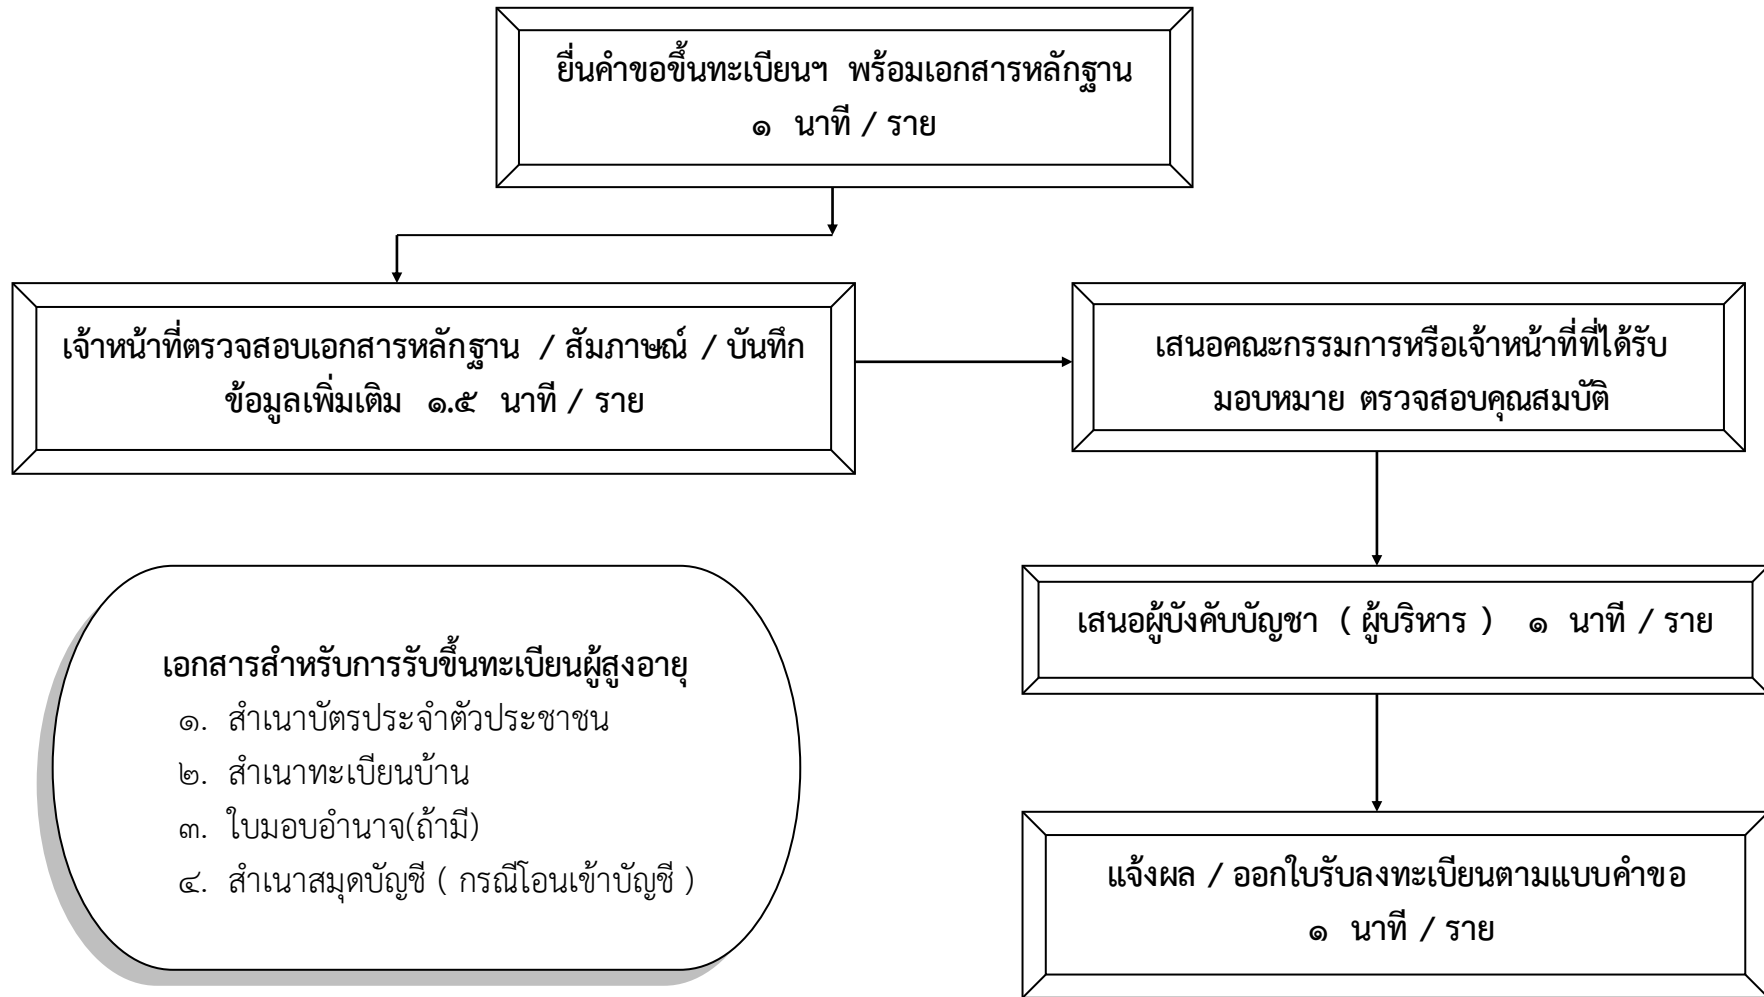 ยื่นคำขอขึ้นทะเบียนฯ พร้อมเอกสารหลักฐาน
๑ นาที / ราย
เจ้าหน้าที่ตรวจสอบเอกสารหลักฐาน / สัมภาษณ์ / บันทึก
ข้อมูลเพิ่มเติม ๑.๕ นาที / ราย
เสนอคณะกรรมการหรือเจ้าหน้าที่ที่ได้รับ
มอบหมาย ตรวจสอบคุณสมบัติ
เสนอผู้บังคับบัญชา ( ผู้บริหาร ) ๑ นาที / ราย
แจ้งผล / ออกใบรับลงทะเบียนตามแบบคำขอ
๑ นาที / ราย
เอกสารสำหรับการรับขึ้นทะเบียนผู้สูงอายุ
๑. สำเนาบัตรประจำตัวประชาชน
๒. สำเนาทะเบียนบ้าน
๓. ใบมอบอำนาจ(ถ้ามี)
๔. สำเนาสมุดบัญชี ( กรณีโอนเข้าบัญชี )